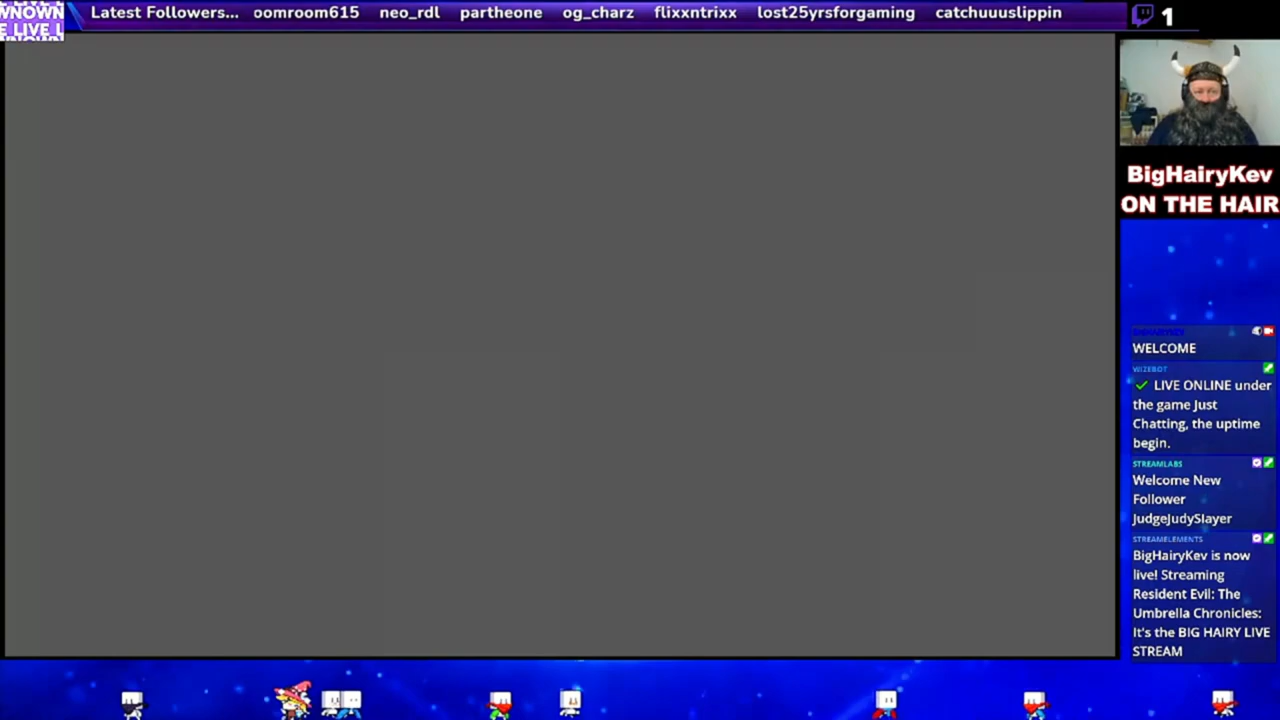 Latest Followers... oomroom615 neo_rdl partheone og_charz flixxntrixx lost25yrsforgaming catchuuuslippin
1
E LIVE L
BigHairyKev
ON THE HAIR
WELCOME
WIZEBOT
✓ LIVE ONLINE under
the game Just
Chatting, the uptime
begin.
STREAMLABS
Welcome New
Follower
JudgeJudySlayer
STREAMELEMENTS
BigHairyKev is now
live! Streaming
Resident Evil: The
Umbrella Chronicles:
It's the BIG HAIRY LIVE
STREAM